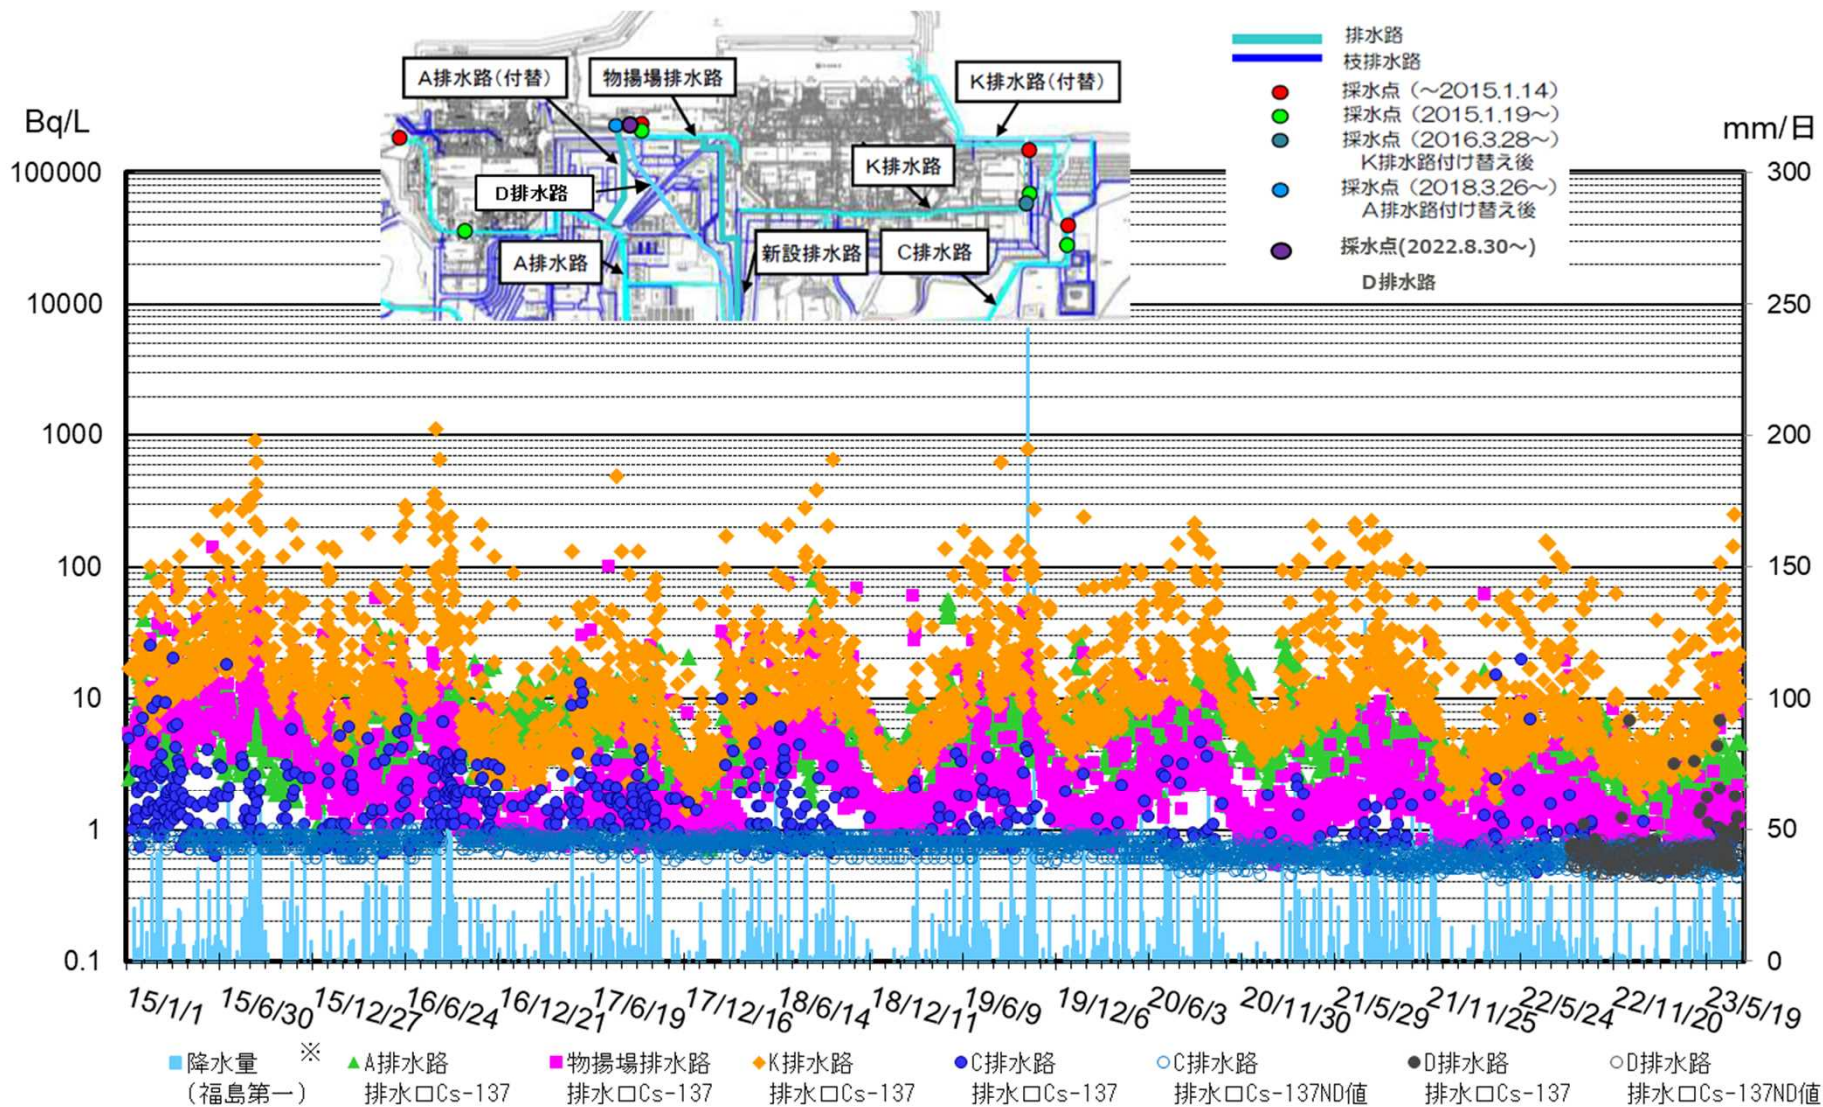 A排水路(付替)
物揚場排水路
K排水路(付替)
K排水路
D排水路
A排水路
新設排水路
C排水路
排水路
枝排水路
採水点（～2015.1.14）
採水点（2015.1.19～）
採水点（2016.3.28～）
K排水路付け替え後
採水点（2018.3.26～）
A排水路付け替え後
採水点(2022.8.30～)
D排水路
Bq/L
100000
10000
1000
100
10
1
0.1
mm/日
300
250
200
150
100
50
0
15/1/1
15/6/30
15/12/27
16/6/24
16/12/21
17/6/19
17/12/16
18/6/14
18/12/11
19/6/9
19/12/6
20/6/3
20/11/30
21/5/29
21/11/25
22/5/24
22/11/20
23/5/19
降水量
（福島第一）
※
A排水路
排水口Cs-137
物揚場排水路
排水口Cs-137
K排水路
排水口Cs-137
C排水路
排水口Cs-137
C排水路
排水口Cs-137ND値
D排水路
排水口Cs-137
D排水路
排水口Cs-137ND値